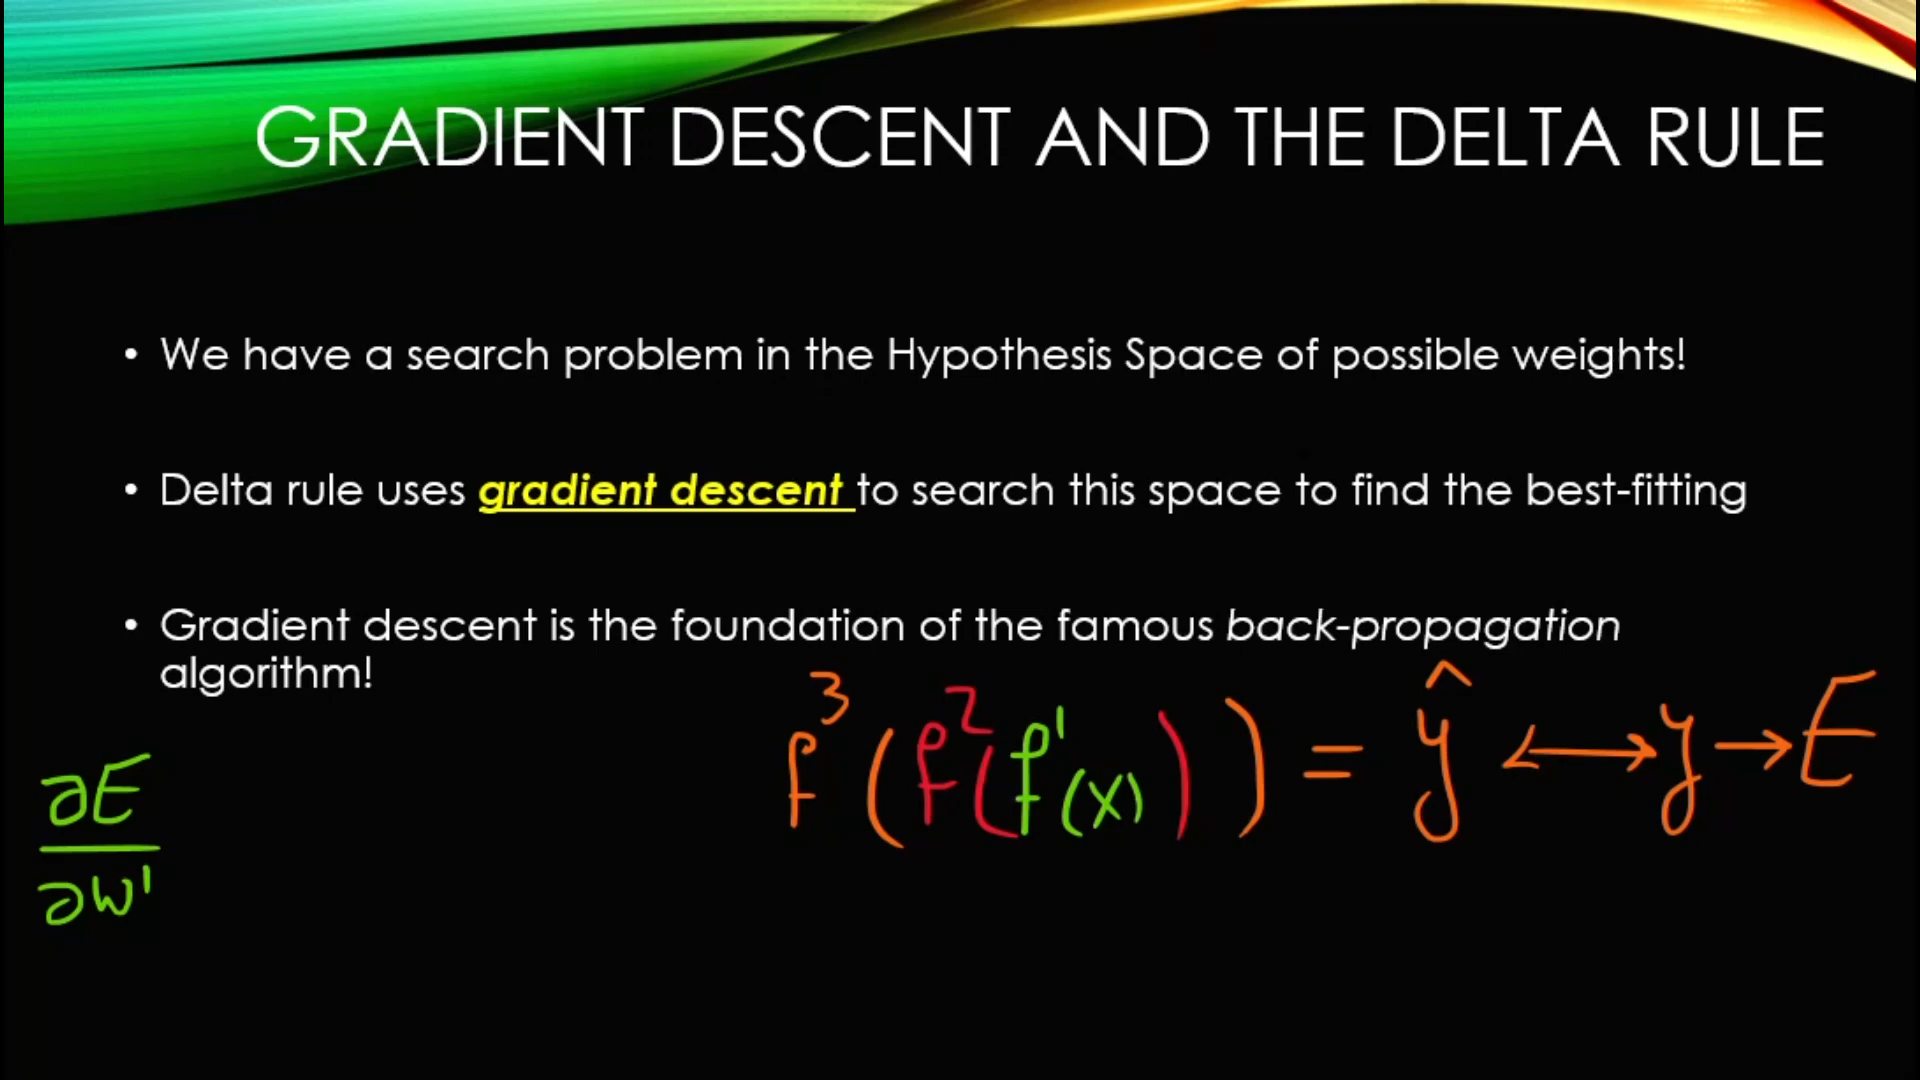 GRADIENT DESCENT AND THE DELTA RULE
• We have a search problem in the Hypothesis Space of possible weights!
• Delta rule uses gradient descent to search this space to find the best-fitting
• Gradient descent is the foundation of the famous back-propagation
algorithm!
f³(f²(f¹(x))) = ŷ ↔ y → E
∂E
∂w¹